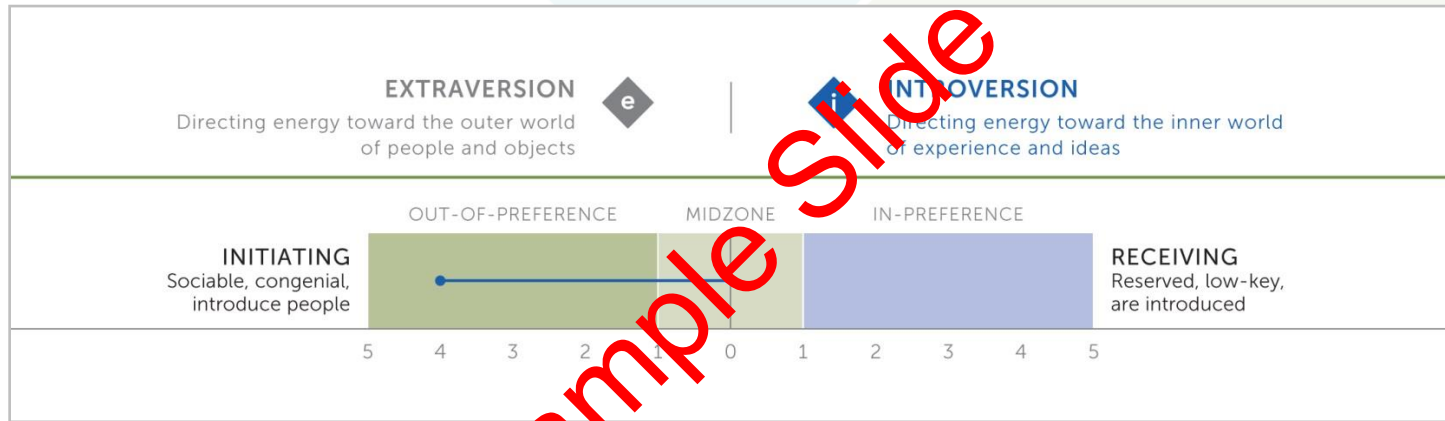 EXTRAVERSION
e
Directing energy toward the outer world
of people and objects
i
INTROVERSION
Directing energy toward the inner world
of experience and ideas
OUT-OF-PREFERENCE
MIDZONE
IN-PREFERENCE
INITIATING
Sociable, congenial,
introduce people
RECEIVING
Reserved, low-key,
are introduced
5 4 3 2 1 0 1 2 3 4 5
ample Slide